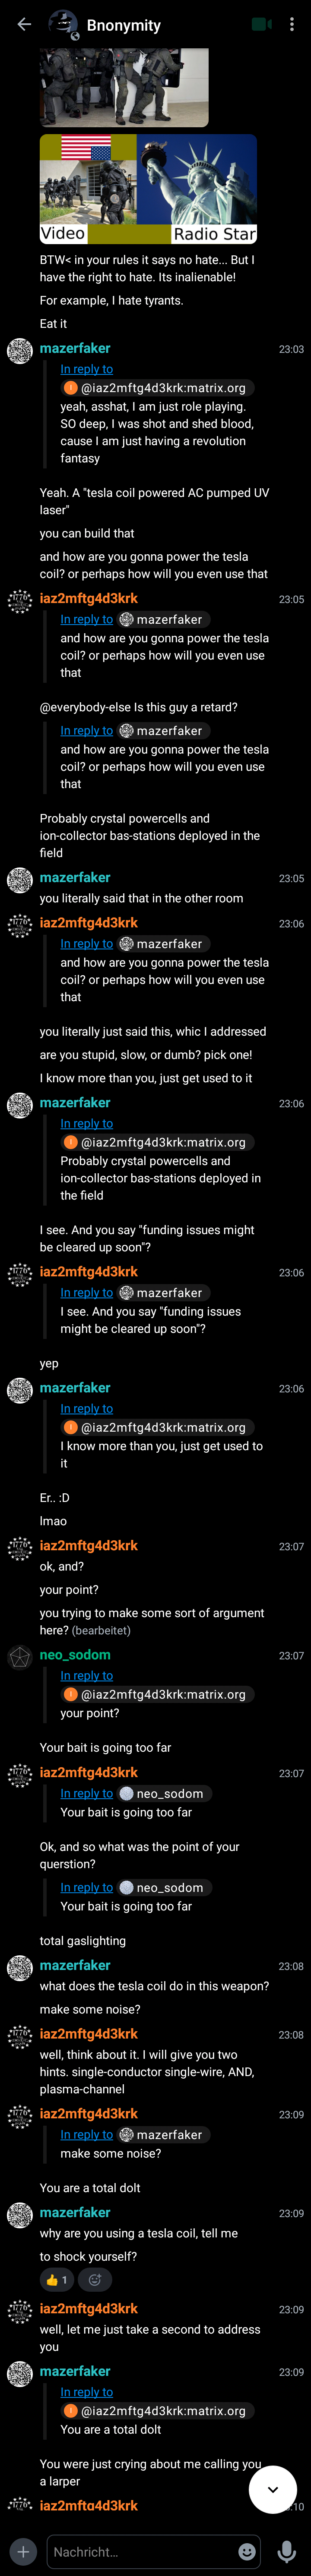 Bnonymity
Video
Radio Star
BTW< in your rules it says no hate... But I
have the right to hate. Its inalienable!
For example, I hate tyrants.
Eat it
mazerfaker 23:03
In reply to
@iaz2mftg4d3krk:matrix.org
yeah, asshat, I am just role playing.
SO deep, I was shot and shed blood,
cause I am just having a revolution
fantasy
Yeah. A "tesla coil powered AC pumped UV
laser"
you can build that
and how are you gonna power the tesla
coil? or perhaps how will you even use that
iaz2mftg4d3krk 23:05
In reply to mazerfaker
and how are you gonna power the tesla
coil? or perhaps how will you even use
that
@everybody-else Is this guy a retard?
In reply to mazerfaker
and how are you gonna power the tesla
coil? or perhaps how will you even use
that
Probably crystal powercells and
ion-collector bas-stations deployed in the
field
mazerfaker 23:05
you literally said that in the other room
iaz2mftg4d3krk 23:06
In reply to mazerfaker
and how are you gonna power the tesla
coil? or perhaps how will you even use
that
you literally just said this, whic I addressed
are you stupid, slow, or dumb? pick one!
I know more than you, just get used to it
mazerfaker 23:06
In reply to
@iaz2mftg4d3krk:matrix.org
Probably crystal powercells and
ion-collector bas-stations deployed in
the field
I see. And you say "funding issues might
be cleared up soon"?
iaz2mftg4d3krk 23:06
In reply to mazerfaker
I see. And you say "funding issues
might be cleared up soon"?
yep
mazerfaker 23:06
In reply to
@iaz2mftg4d3krk:matrix.org
I know more than you, just get used to
it
Er.. :D
lmao
iaz2mftg4d3krk 23:07
ok, and?
your point?
you trying to make some sort of argument
here? (bearbeitet)
neo_sodom 23:07
In reply to
@iaz2mftg4d3krk:matrix.org
your point?
Your bait is going too far
iaz2mftg4d3krk 23:07
In reply to neo_sodom
Your bait is going too far
Ok, and so what was the point of your
querstion?
In reply to neo_sodom
Your bait is going too far
total gaslighting
mazerfaker 23:08
what does the tesla coil do in this weapon?
make some noise?
iaz2mftg4d3krk 23:08
well, think about it. I will give you two
hints. single-conductor single-wire, AND,
plasma-channel
iaz2mftg4d3krk 23:09
In reply to mazerfaker
make some noise?
You are a total dolt
mazerfaker 23:09
why are you using a tesla coil, tell me
to shock yourself?
1
iaz2mftg4d3krk 23:09
well, let me just take a second to address
you
mazerfaker 23:09
In reply to
@iaz2mftg4d3krk:matrix.org
You are a total dolt
You were just crying about me calling you
a larper
iaz2mftg4d3krk :10
Nachricht…